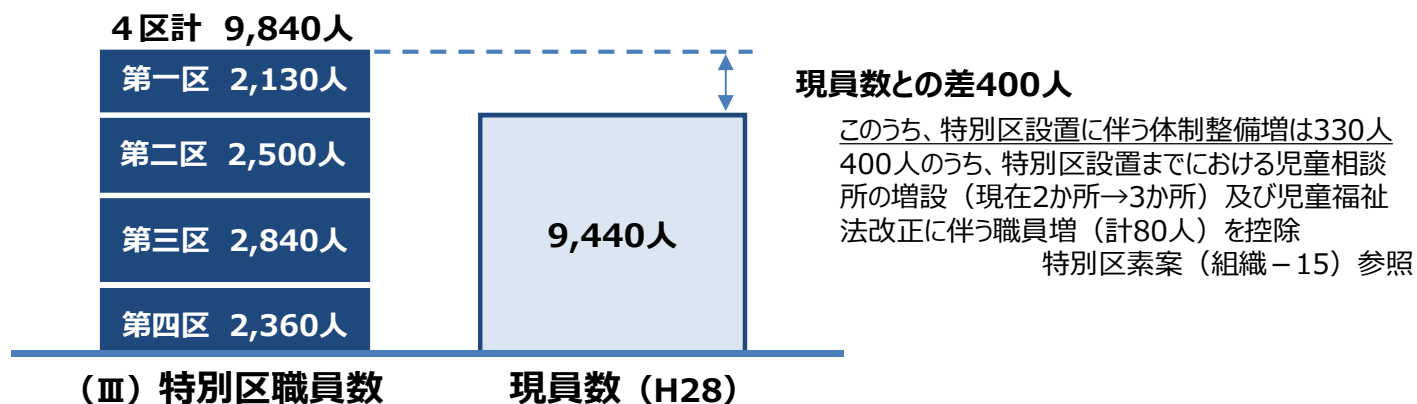 ４区計 9,840人
第一区 2,130人
第二区 2,500人
第三区 2,840人
第四区 2,360人
（Ⅲ）特別区職員数
9,440人
現員数（H28）
現員数との差400人
このうち、特別区設置に伴う体制整備増は330人
400人のうち、特別区設置までにおける児童相談
所の増設（現在2か所→3か所）及び児童福祉
法改正に伴う職員増（計80人）を控除
特別区素案（組織－15）参照